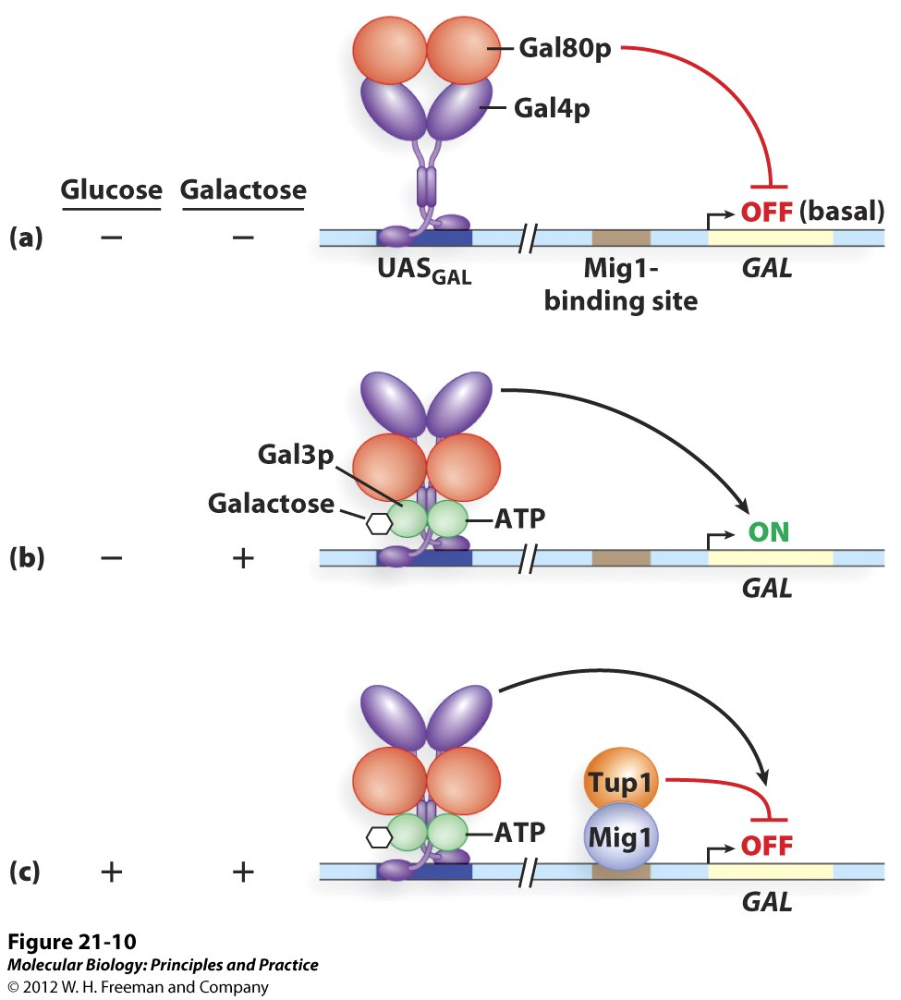 Gal80p
Gal4p
Glucose Galactose
OFF (basal)
(a) – –
UASGAL
Mig1-
binding site
GAL
Gal3p
Galactose
ATP
ON
(b) – +
GAL
Tup1
ATP
Mig1
OFF
(c) + +
GAL
Figure 21-10
Molecular Biology: Principles and Practice
© 2012 W. H. Freeman and Company